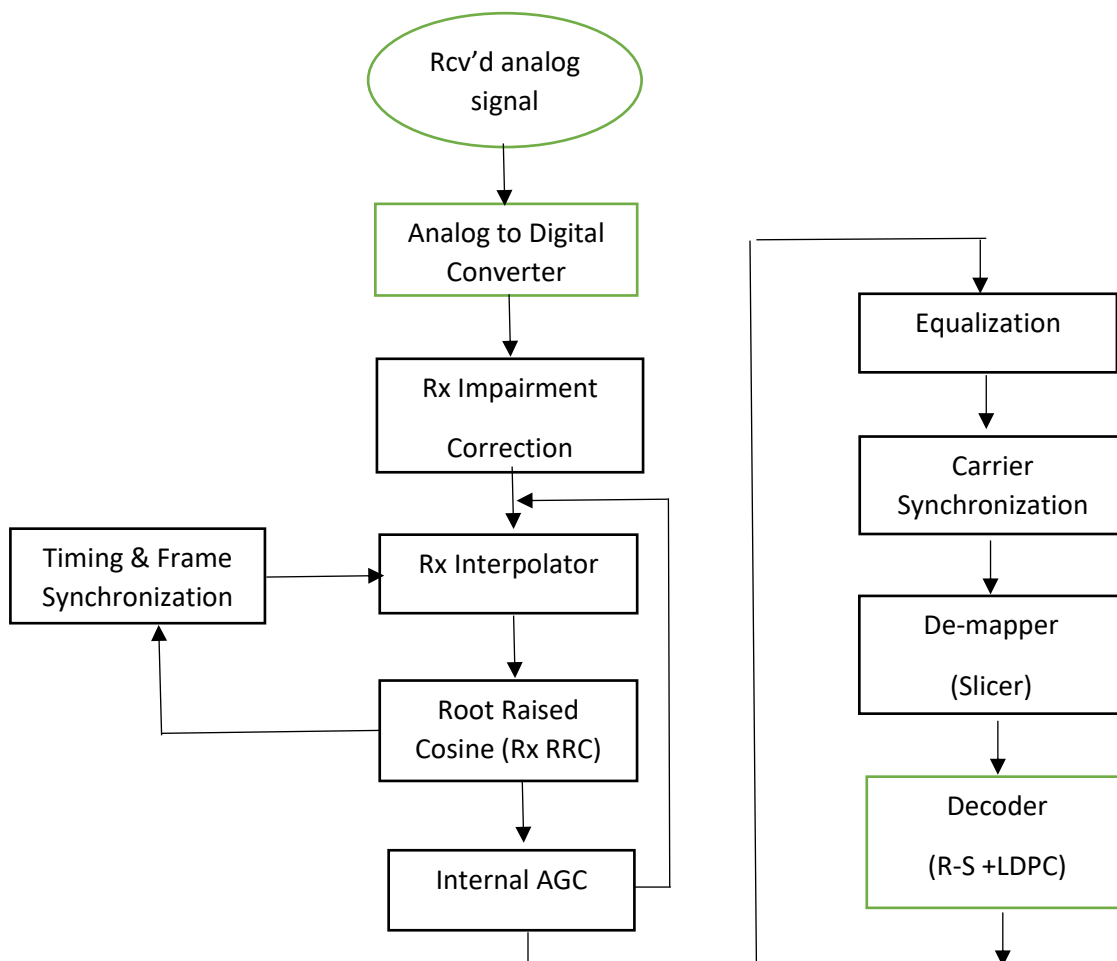 Rcv’d analog
signal
Analog to Digital
Converter
Rx Impairment
Correction
Timing & Frame
Synchronization
Rx Interpolator
Root Raised
Cosine (Rx RRC)
Internal AGC
Equalization
Carrier
Synchronization
De-mapper
(Slicer)
Decoder
(R-S +LDPC)